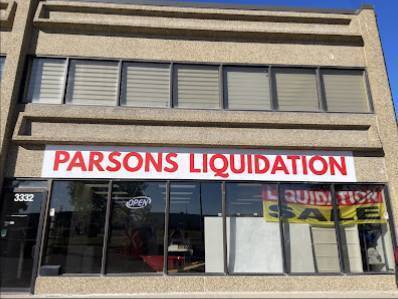 PARSONS LIQUIDATION
3332
OPEN
LIQUIDATION
SALE